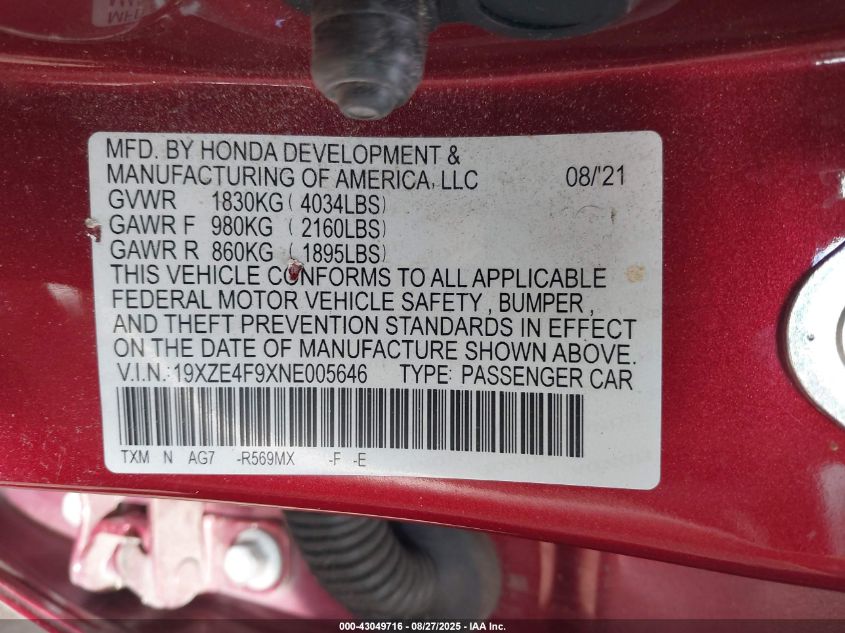 MFD. BY HONDA DEVELOPMENT &
MANUFACTURING OF AMERICA, LLC 08/'21
GVWR 1830KG ( 4034LBS)
GAWR F 980KG ( 2160LBS)
GAWR R 860KG ( 1895LBS)
THIS VEHICLE CONFORMS TO ALL APPLICABLE
FEDERAL MOTOR VEHICLE SAFETY , BUMPER ,
AND THEFT PREVENTION STANDARDS IN EFFECT
ON THE DATE OF MANUFACTURE SHOWN ABOVE.
V.I.N.: 19XZE4F9XNE005646 TYPE: PASSENGER CAR
TXM N AG7 -R569MX -F -E
000-43049716 - 08/27/2025 - IAA Inc.